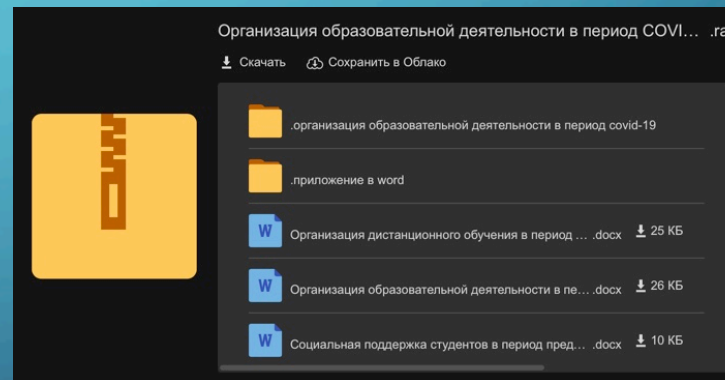 Организация образовательной деятельности в период COVI... .ra
Скачать Сохранить в Облако
.организация образовательной деятельности в период covid-19
.приложение в word
W Организация дистанционного обучения в период ... .docx 25 КБ
W Организация образовательной деятельности в пе... .docx 26 КБ
W Социальная поддержка студентов в период пред... .docx 10 КБ